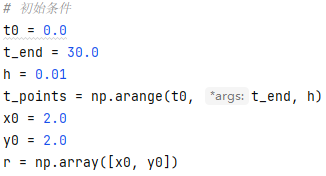 # 初始条件
t0 = 0.0
t_end = 30.0
h = 0.01
t_points = np.arange(t0, *args: t_end, h)
x0 = 2.0
y0 = 2.0
r = np.array([x0, y0])